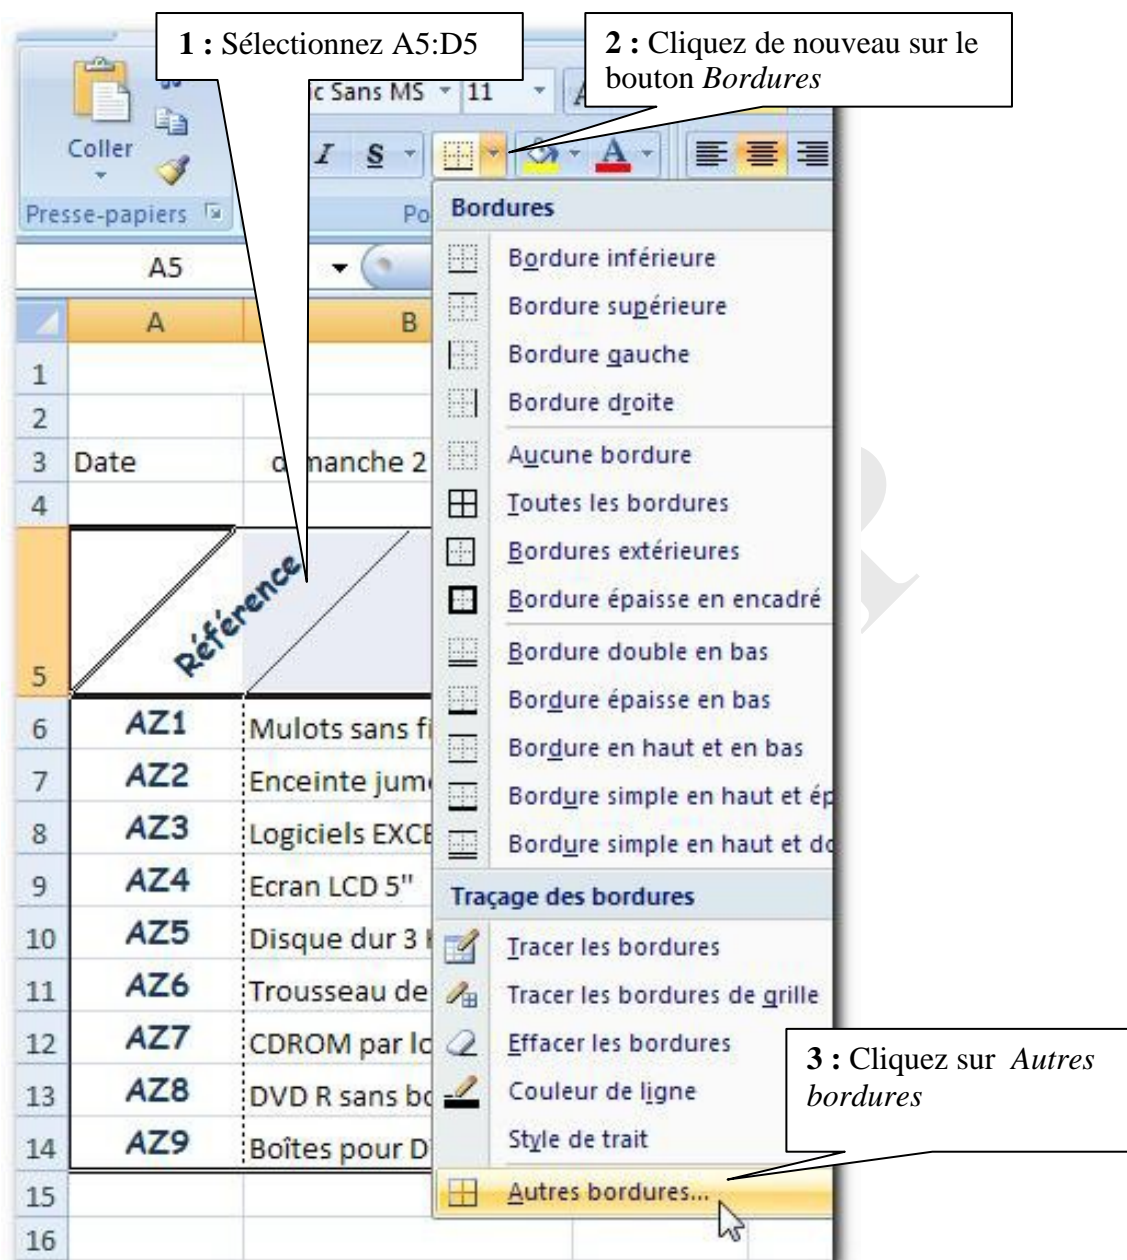 1 : Sélectionnez A5:D5
2 : Cliquez de nouveau sur le
bouton Bordures
ic Sans MS 11 A
Coller
I S A
Presse-papiers Po
Bordures
A5
A B
Bordure inférieure
Bordure supérieure
Bordure gauche
Bordure droite
Aucune bordure
Toutes les bordures
Bordures extérieures
Bordure épaisse en encadré
Bordure double en bas
Bordure épaisse en bas
Bordure en haut et en bas
Bordure simple en haut et ép
Bordure simple en haut et do
Traçage des bordures
Tracer les bordures
Tracer les bordures de grille
Effacer les bordures
Couleur de ligne
Style de trait
Autres bordures...
3 : Cliquez sur Autres
bordures
1
2
3 Date manche 2
4
5 Référence
6 AZ1 Mulots sans fi
7 AZ2 Enceinte jum
8 AZ3 Logiciels EXCE
9 AZ4 Ecran LCD 5"
10 AZ5 Disque dur 3
11 AZ6 Trousseau de
12 AZ7 CDROM par lo
13 AZ8 DVD R sans bo
14 AZ9 Boîtes pour D
15
16
R